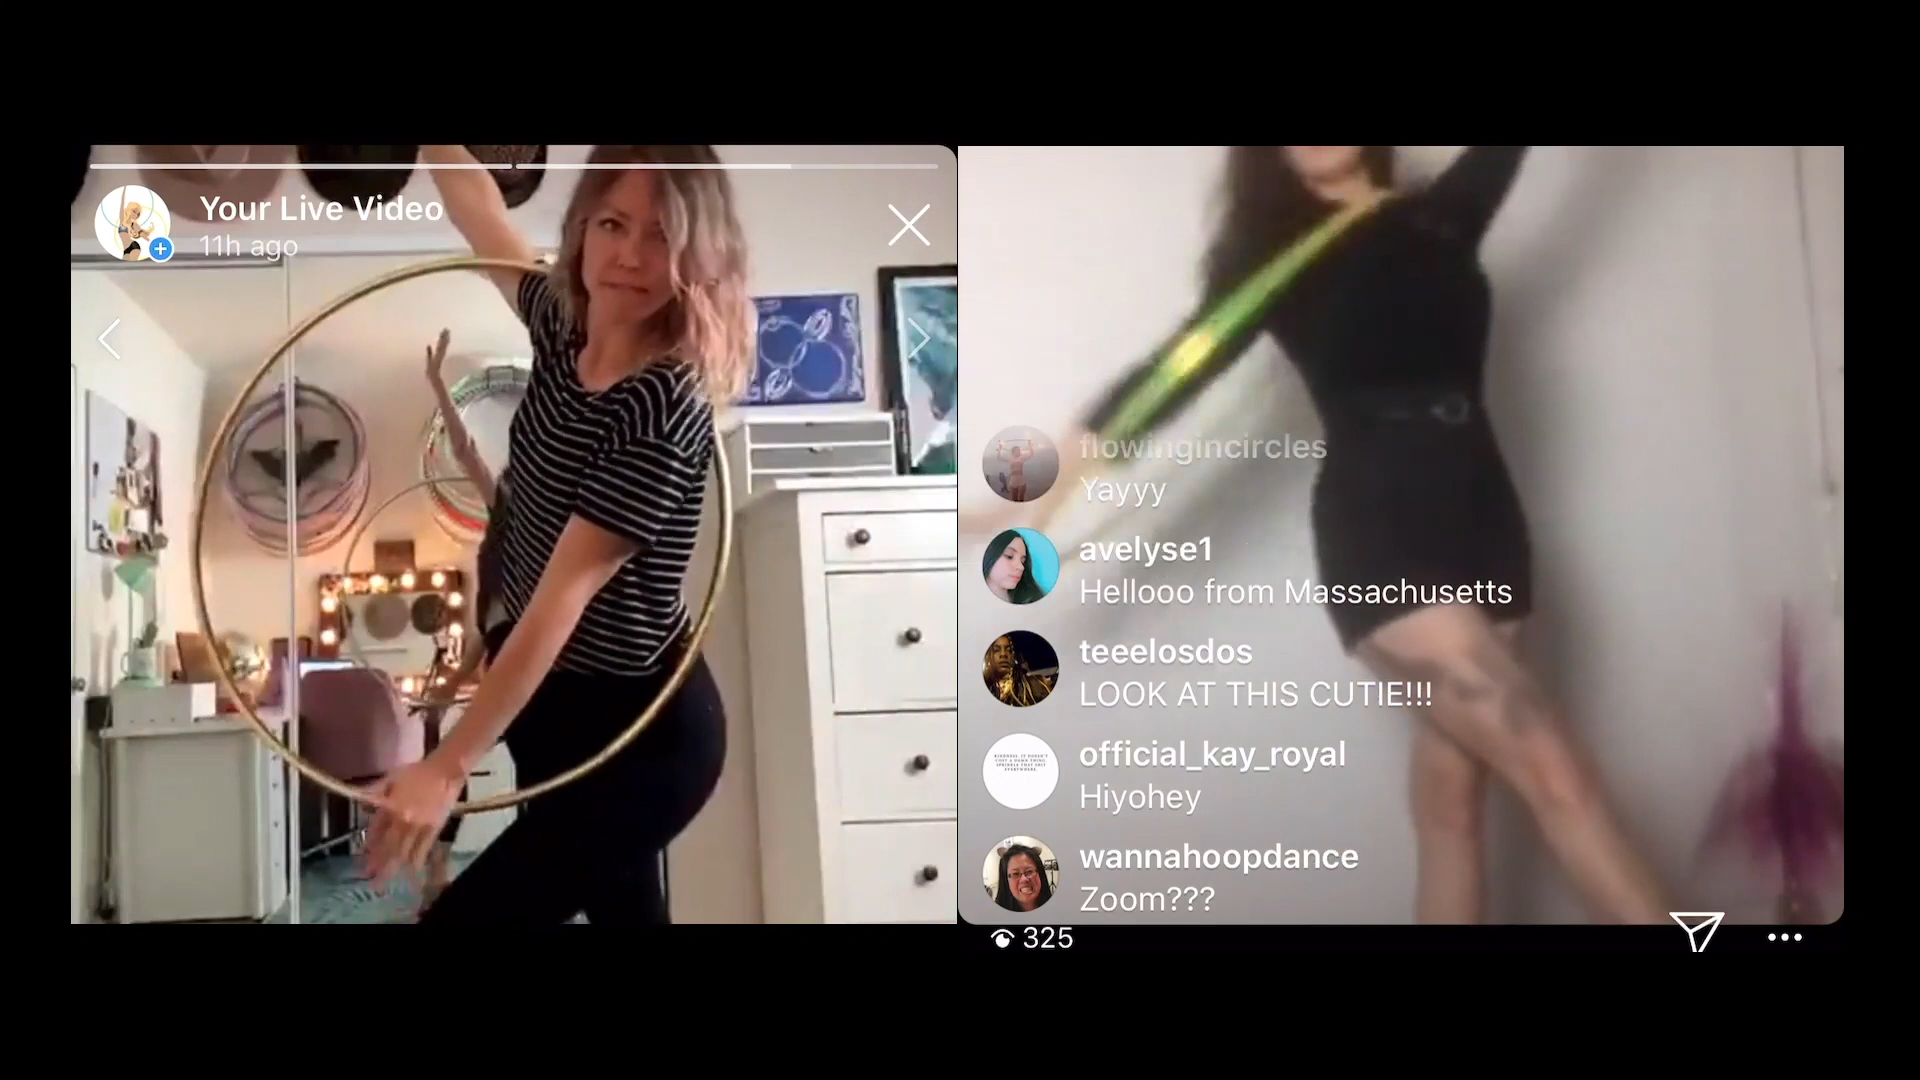 Your Live Video
11h ago
flowingincircles
Yayyy
avelyse1
Hellooo from Massachusetts
teeelosdos
LOOK AT THIS CUTIE!!!
official_kay_royal
Hiyohey
wannahoopdance
Zoom???
325